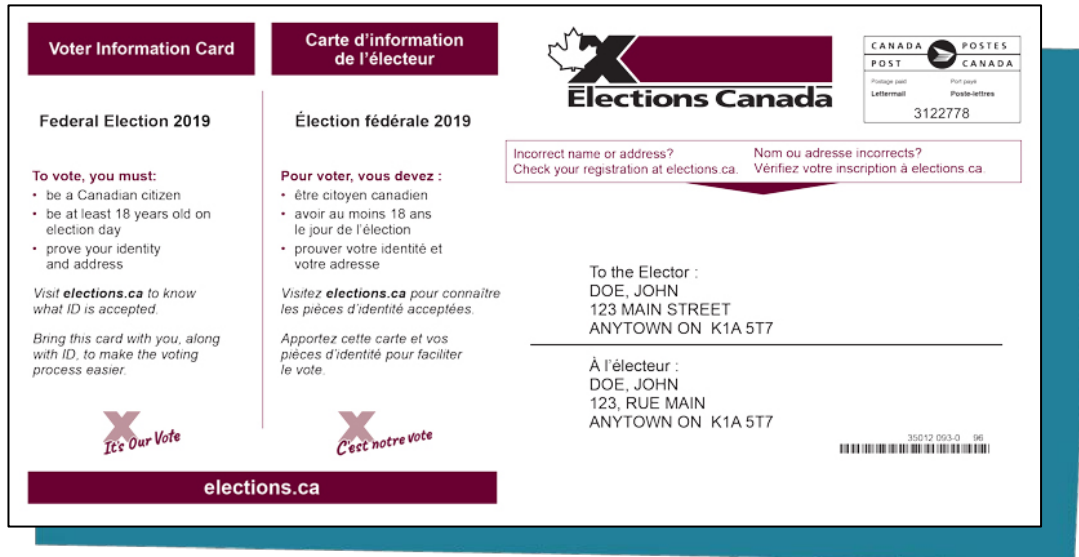 Voter Information Card
Federal Election 2019
To vote, you must:
• be a Canadian citizen
• be at least 18 years old on
election day
• prove your identity
and address
Visit elections.ca to know
what ID is accepted.
Bring this card with you, along
with ID, to make the voting
process easier.
X
It's Our Vote
Carte d'information
de l'électeur
Élection fédérale 2019
Pour voter, vous devez :
• être citoyen canadien
• avoir au moins 18 ans
le jour de l'élection
• prouver votre identité et
votre adresse
Visitez elections.ca pour connaître
les pièces d'identité acceptées.
Apportez cette carte et vos
pièces d'identité pour faciliter
le vote.
X
C'est notre vote
elections.ca
X
Élections Canada
CANADA POSTES
POST CANADA
Postage paid Port payé
Lettermail Poste-lettres
3122778
Incorrect name or address?
Check your registration at elections.ca.
Nom ou adresse incorrects?
Vérifiez votre inscription à elections.ca.
To the Elector :
DOE, JOHN
123 MAIN STREET
ANYTOWN ON K1A 5T7
À l'électeur :
DOE, JOHN
123, RUE MAIN
ANYTOWN ON K1A 5T7
35012 093-0 96